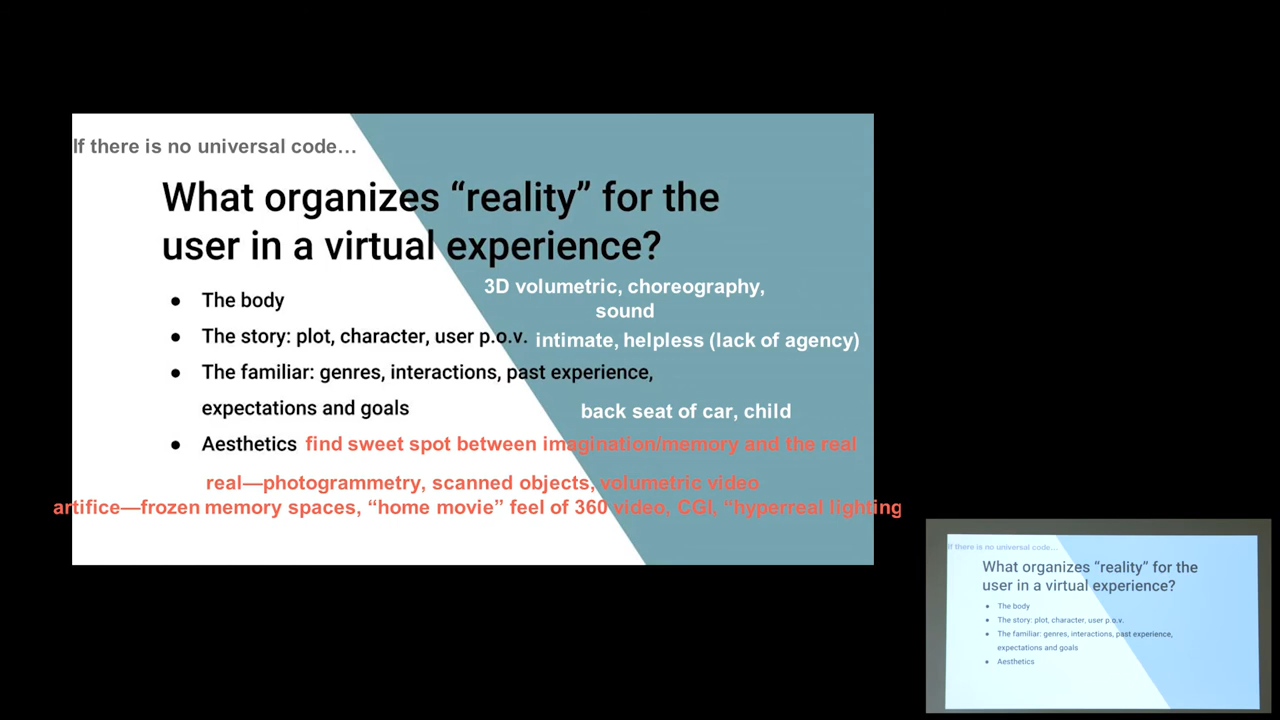 If there is no universal code…
What organizes “reality” for the
user in a virtual experience?
● The body
3D volumetric, choreography,
sound
● The story: plot, character, user p.o.v.
intimate, helpless (lack of agency)
● The familiar: genres, interactions, past experience,
expectations and goals
back seat of car, child
● Aesthetics
find sweet spot between imagination/memory and the real
real—photogrammetry, scanned objects, volumetric video
artifice—frozen memory spaces, “home movie” feel of 360 video, CGI, “hyperreal lighting
If there is no universal code…
What organizes “reality” for the
user in a virtual experience?
● The body
● The story: plot, character, user p.o.v.
● The familiar: genres, interactions, past experience,
expectations and goals
● Aesthetics